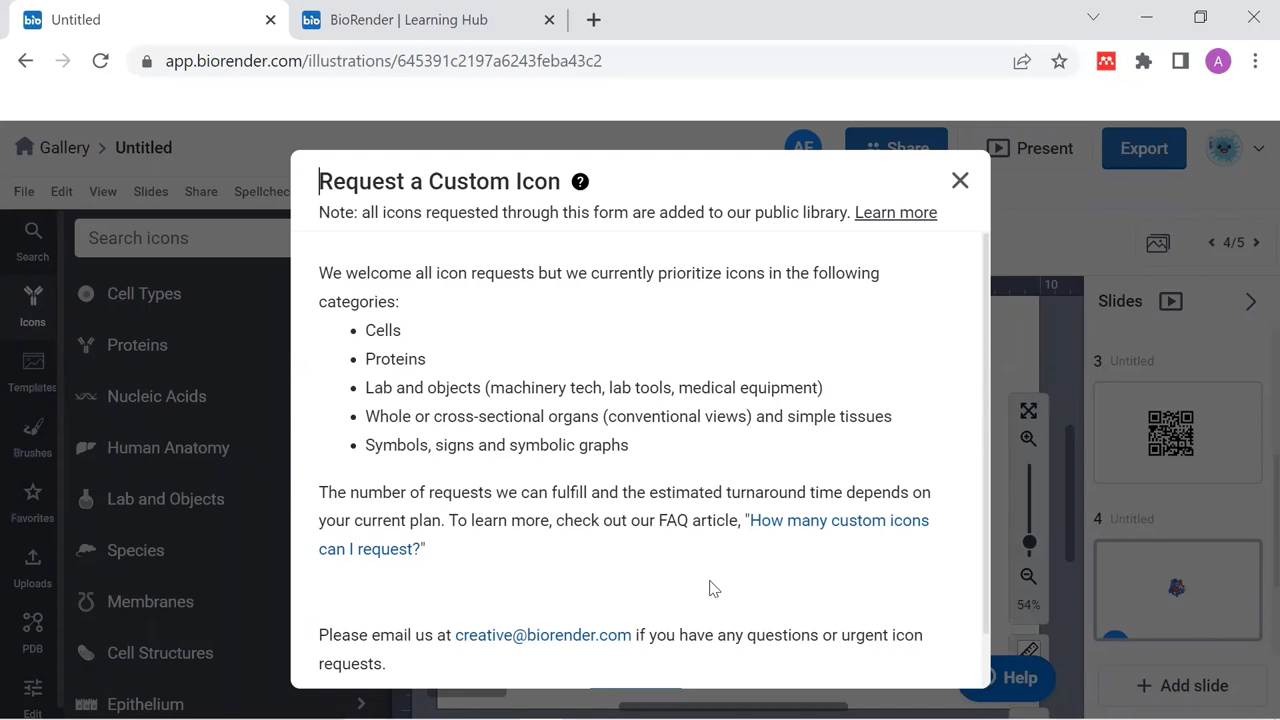 bio Untitled
bio BioRender | Learning Hub
app.biorender.com/illustrations/645391c2197a6243feba43c2
A
Gallery > Untitled
AF
Share
Present
Export
File Edit View Slides Share Spellchec
Request a Custom Icon ?
Note: all icons requested through this form are added to our public library. Learn more
We welcome all icon requests but we currently prioritize icons in the following
categories:
• Cells
• Proteins
• Lab and objects (machinery tech, lab tools, medical equipment)
• Whole or cross-sectional organs (conventional views) and simple tissues
• Symbols, signs and symbolic graphs
The number of requests we can fulfill and the estimated turnaround time depends on
your current plan. To learn more, check out our FAQ article, "How many custom icons
can I request?"
Please email us at creative@biorender.com if you have any questions or urgent icon
requests.
Search
Icons
Templates
Brushes
Favorites
Uploads
PDB
Edit
Search icons
Cell Types
Proteins
Nucleic Acids
Human Anatomy
Lab and Objects
Species
Membranes
Cell Structures
Epithelium
4/5
10
Slides
3 Untitled
4 Untitled
54%
Help
+ Add slide